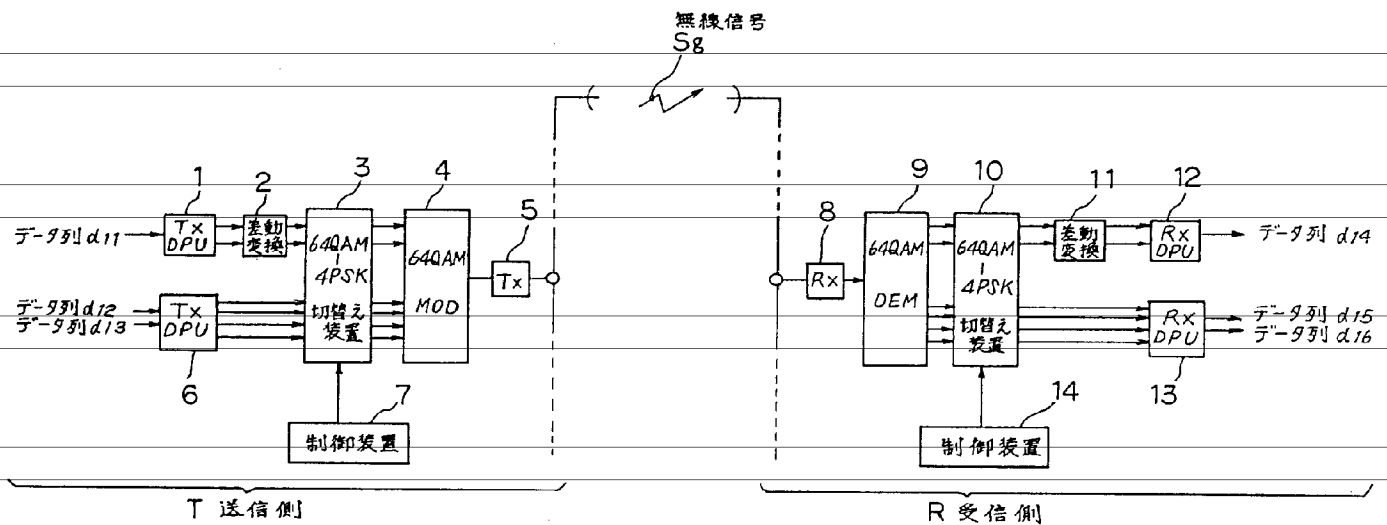 無線信号
Sg
1
2
3
4
5
データ列 d11
Tx
DPU
差動
変換
64QAM
|
4PSK
切替え
装置
64QAM
MOD
Tx
データ列 d12
データ列 d13
Tx
DPU
6
7
制御装置
T 送信側
8
9
10
11
12
Rx
64QAM
DEM
64QAM
|
4PSK
切替え
装置
差動
変換
Rx
DPU
データ列 d14
Rx
DPU
データ列 d15
データ列 d16
13
14
制御装置
R 受信側